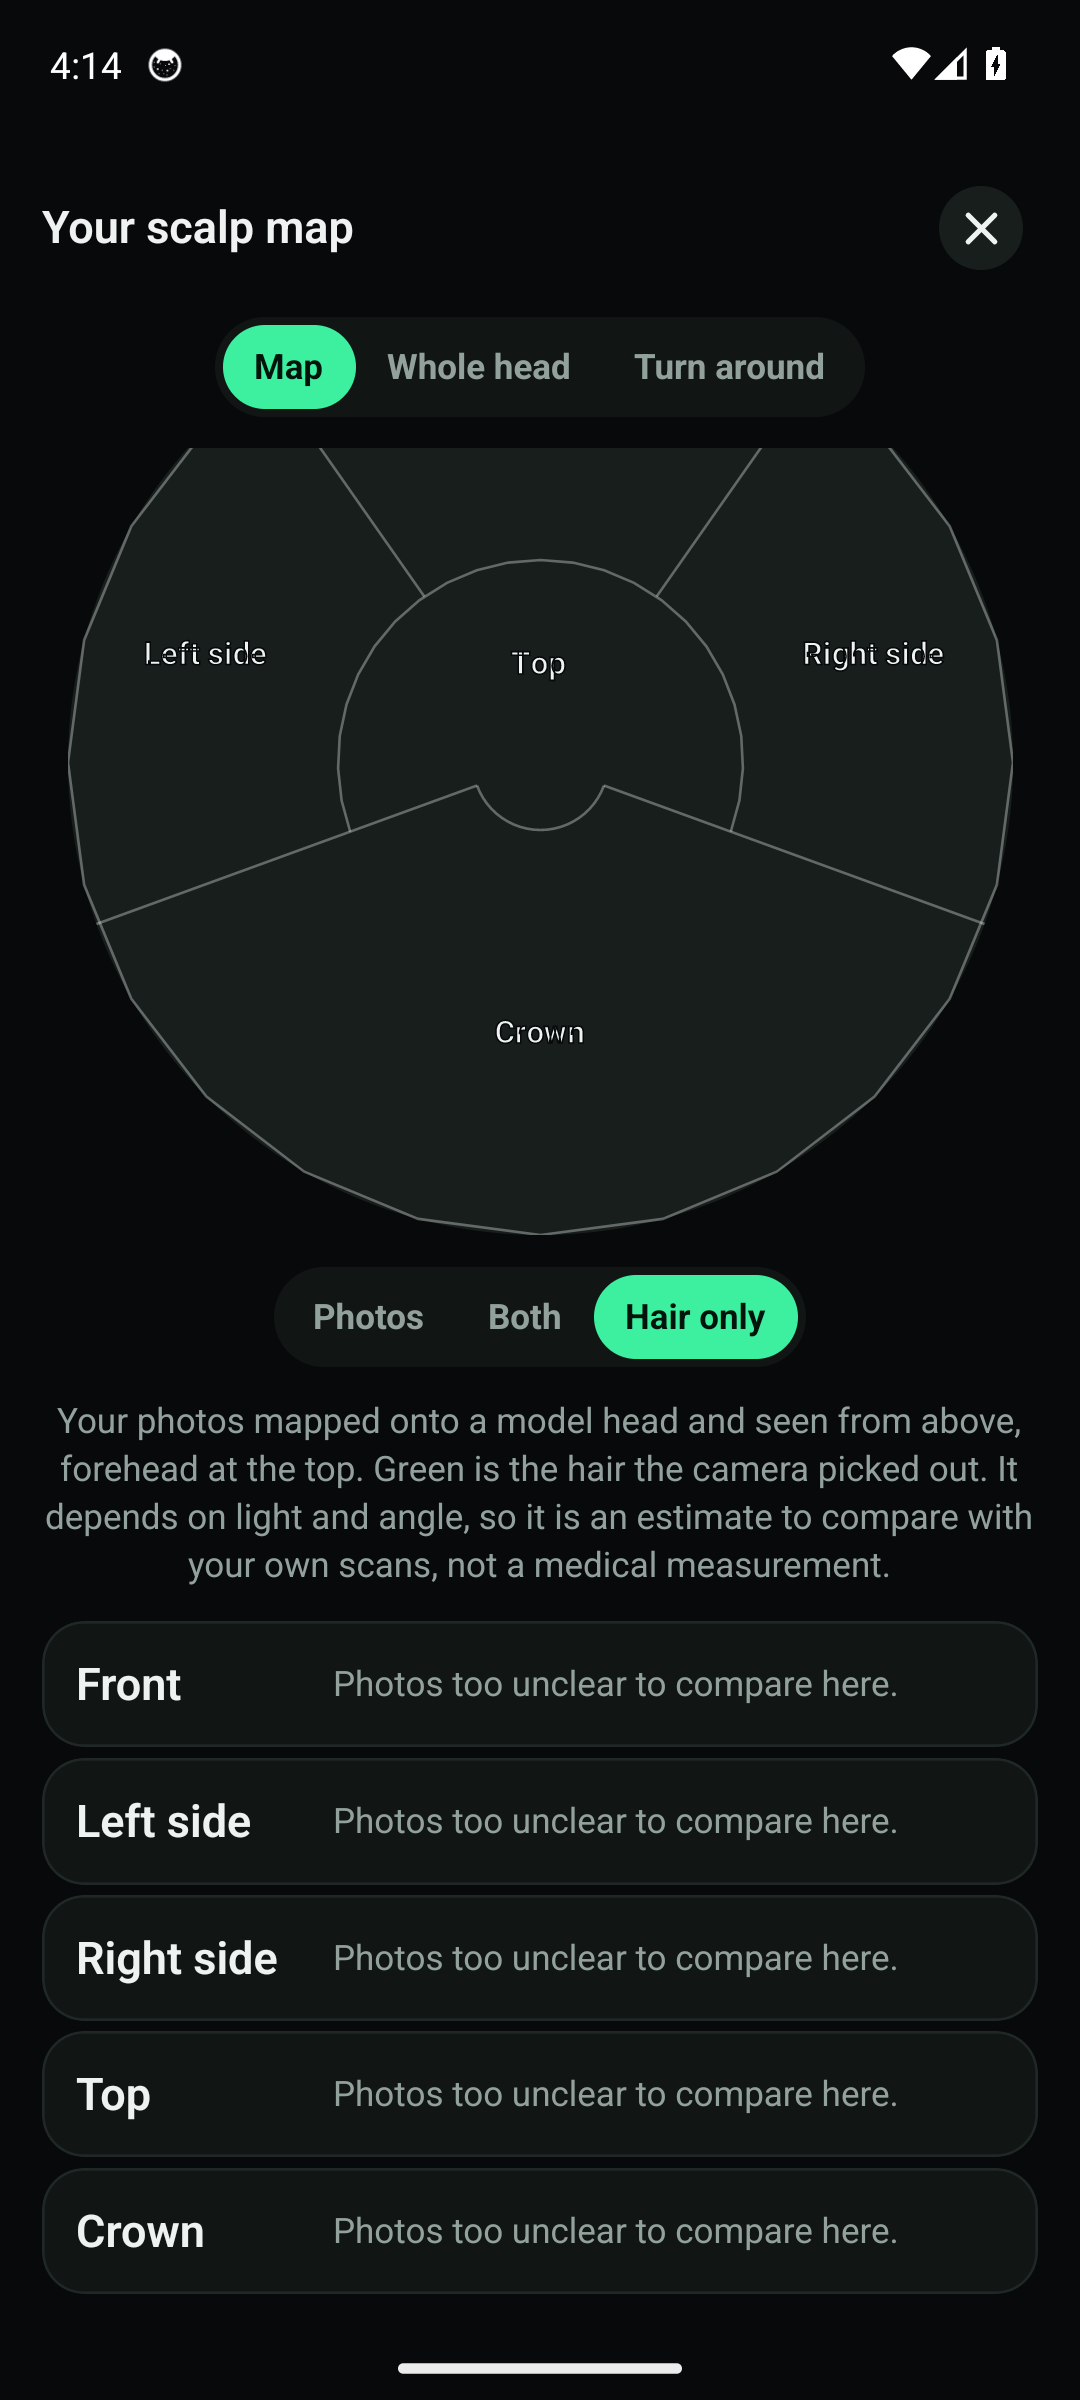 4:14
Your scalp map
Map Whole head Turn around
Left side
Top
Right side
Crown
Photos Both Hair only
Your photos mapped onto a model head and seen from above,
forehead at the top. Green is the hair the camera picked out. It
depends on light and angle, so it is an estimate to compare with
your own scans, not a medical measurement.
Front Photos too unclear to compare here.
Left side Photos too unclear to compare here.
Right side Photos too unclear to compare here.
Top Photos too unclear to compare here.
Crown Photos too unclear to compare here.